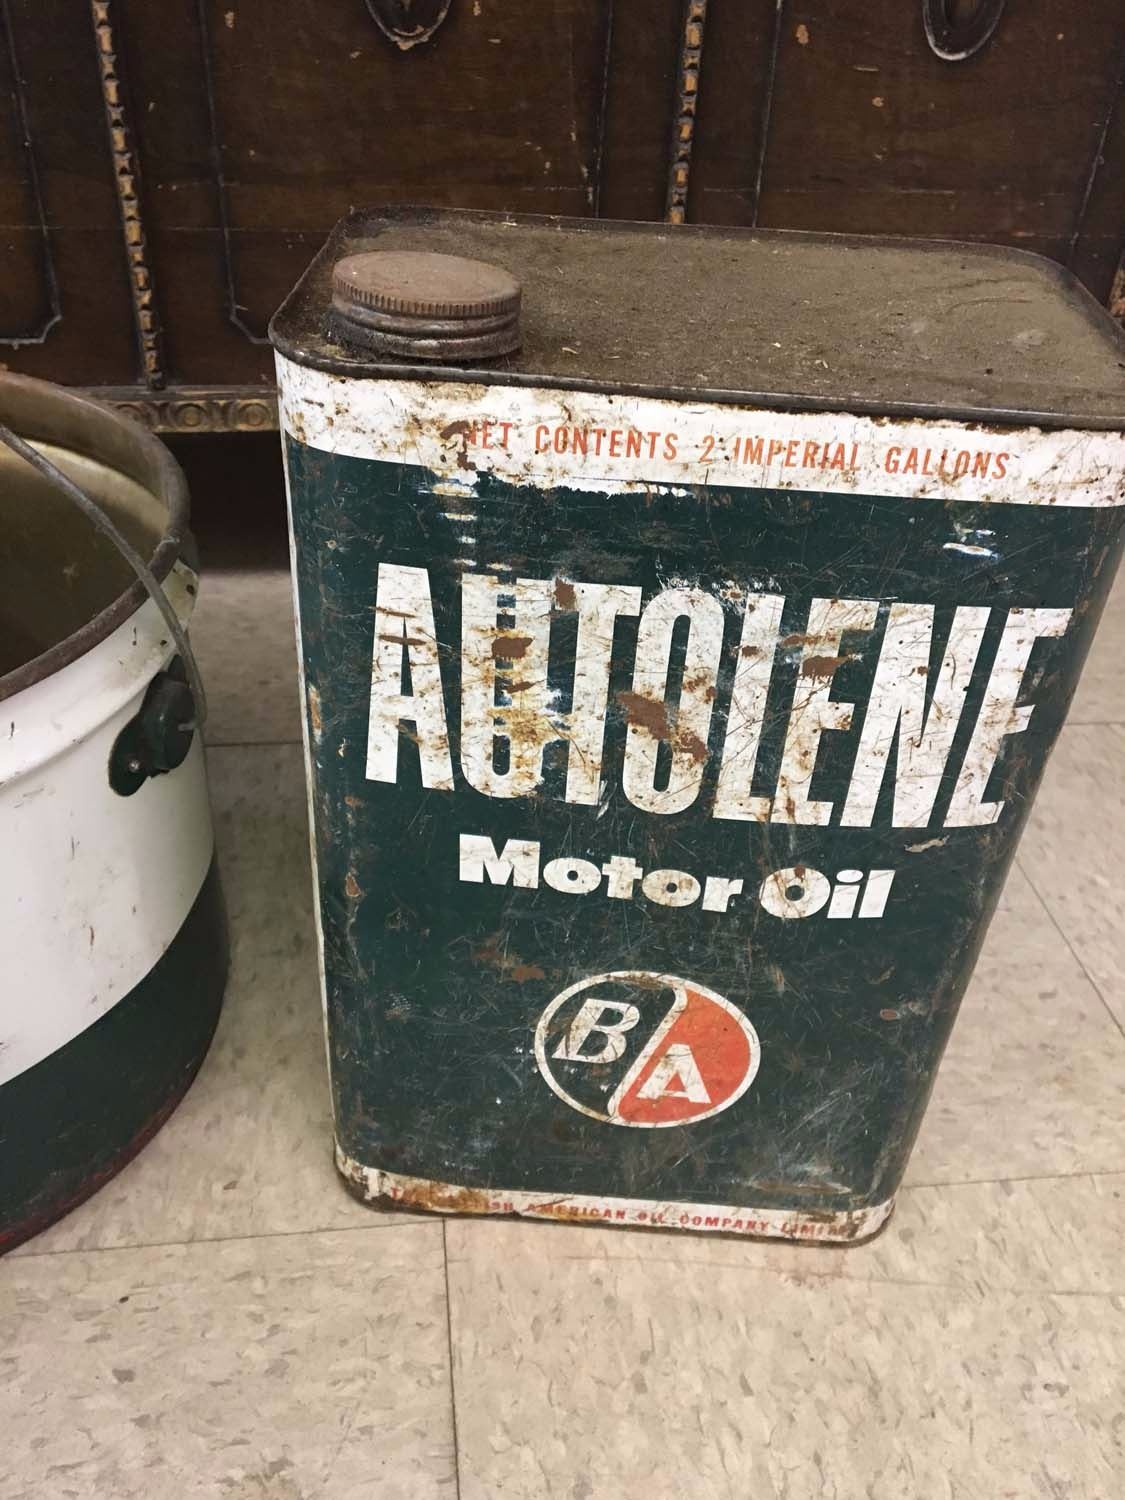 NET CONTENTS 2 IMPERIAL GALLONS
AUTOLENE
Motor Oil
B
A
AMERICAN OIL COMPANY